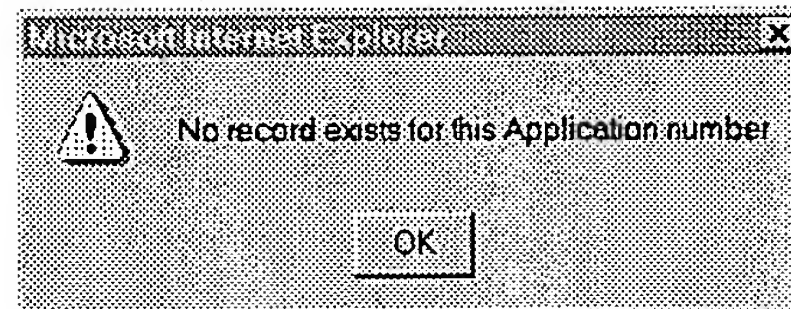 Microsoft Internet Explorer
No record exists for this Application number
OK